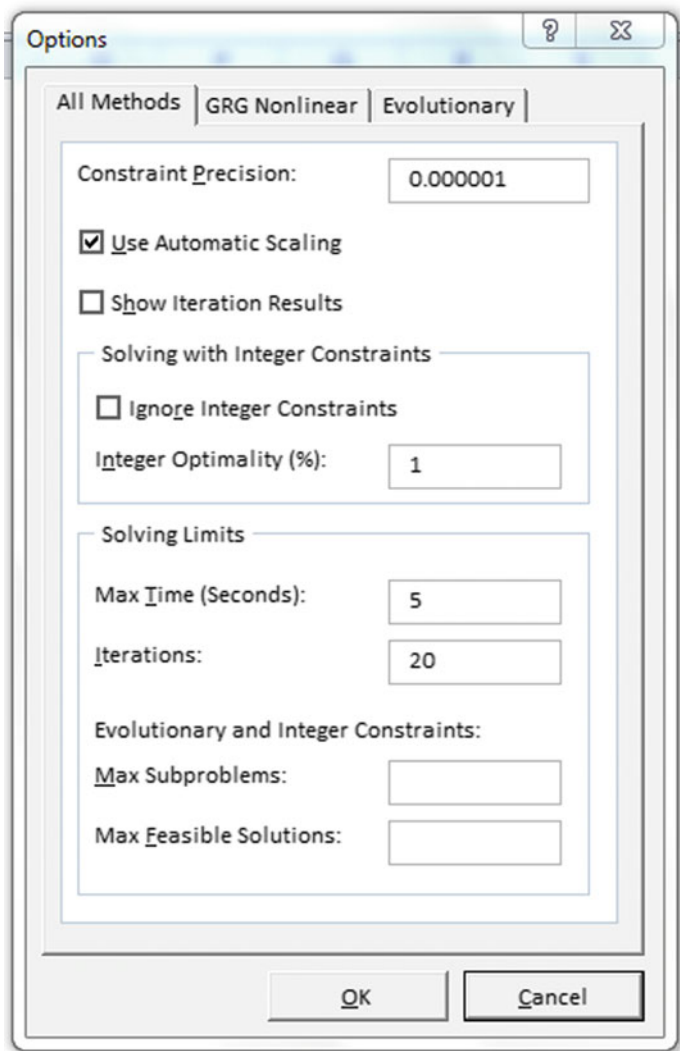 Options
All Methods GRG Nonlinear Evolutionary
Constraint Precision: 0.000001
Use Automatic Scaling
Show Iteration Results
Solving with Integer Constraints
Ignore Integer Constraints
Integer Optimality (%): 1
Solving Limits
Max Time (Seconds): 5
Iterations: 20
Evolutionary and Integer Constraints:
Max Subproblems:
Max Feasible Solutions:
OK Cancel